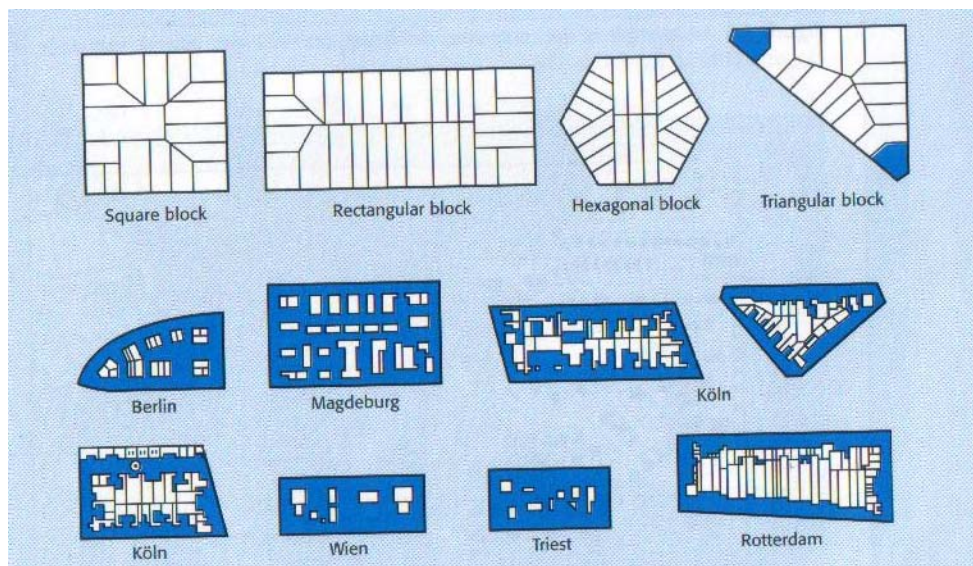 Square block
Rectangular block
Hexagonal block
Triangular block
Berlin
Magdeburg
Köln
Köln
Wien
Triest
Rotterdam